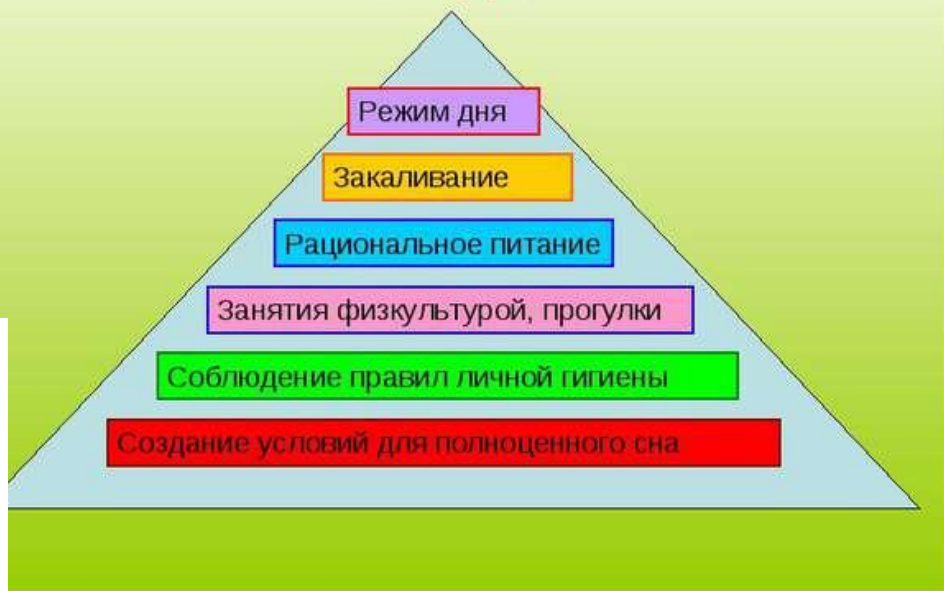 Режим дня
Закаливание
Рациональное питание
Занятия физкультурой, прогулки
Соблюдение правил личной гигиены
Создание условий для полноценного сна